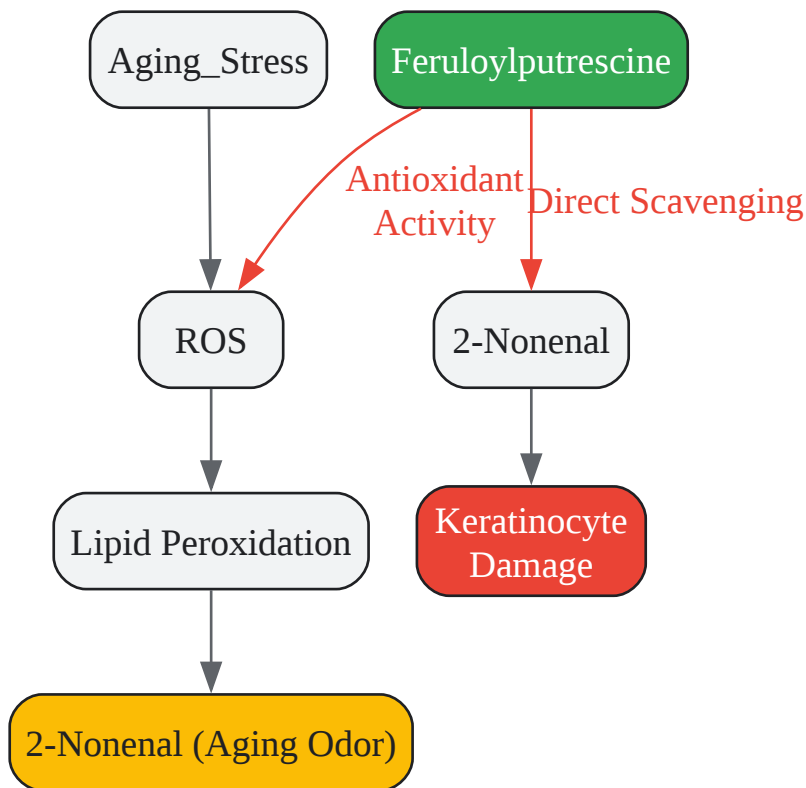 Aging_Stress
Feruloylputrescine
Antioxidant
Activity
Direct Scavenging
ROS
2-Nonenal
Lipid Peroxidation
Keratinocyte
Damage
2-Nonenal (Aging Odor)